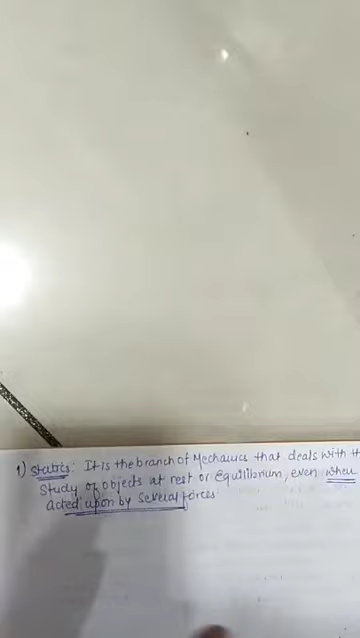 1) Statics: It is the branch of Mechanics that deals with th
study of objects at rest or Equilibrium, even when
acted upon by several forces